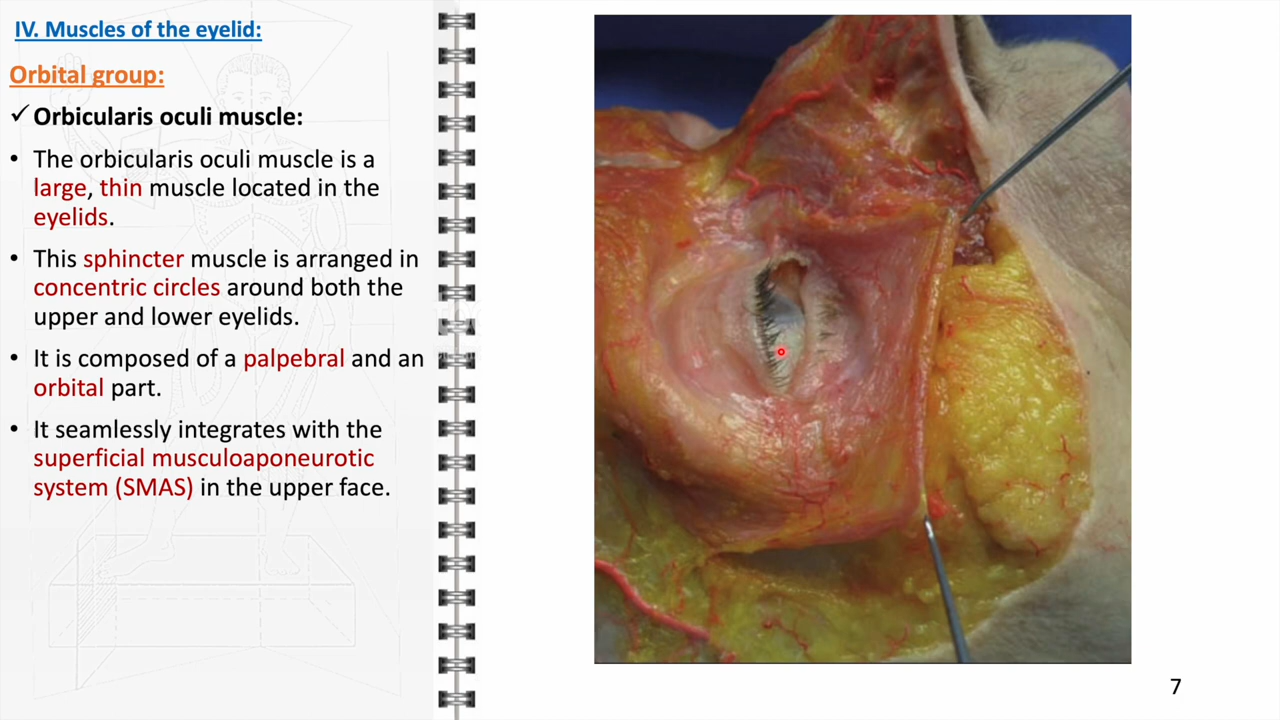 IV. Muscles of the eyelid:
Orbital group:
✓ Orbicularis oculi muscle:
• The orbicularis oculi muscle is a
large, thin muscle located in the
eyelids.
• This sphincter muscle is arranged in
concentric circles around both the
upper and lower eyelids.
• It is composed of a palpebral and an
orbital part.
• It seamlessly integrates with the
superficial musculoaponeurotic
system (SMAS) in the upper face.
7